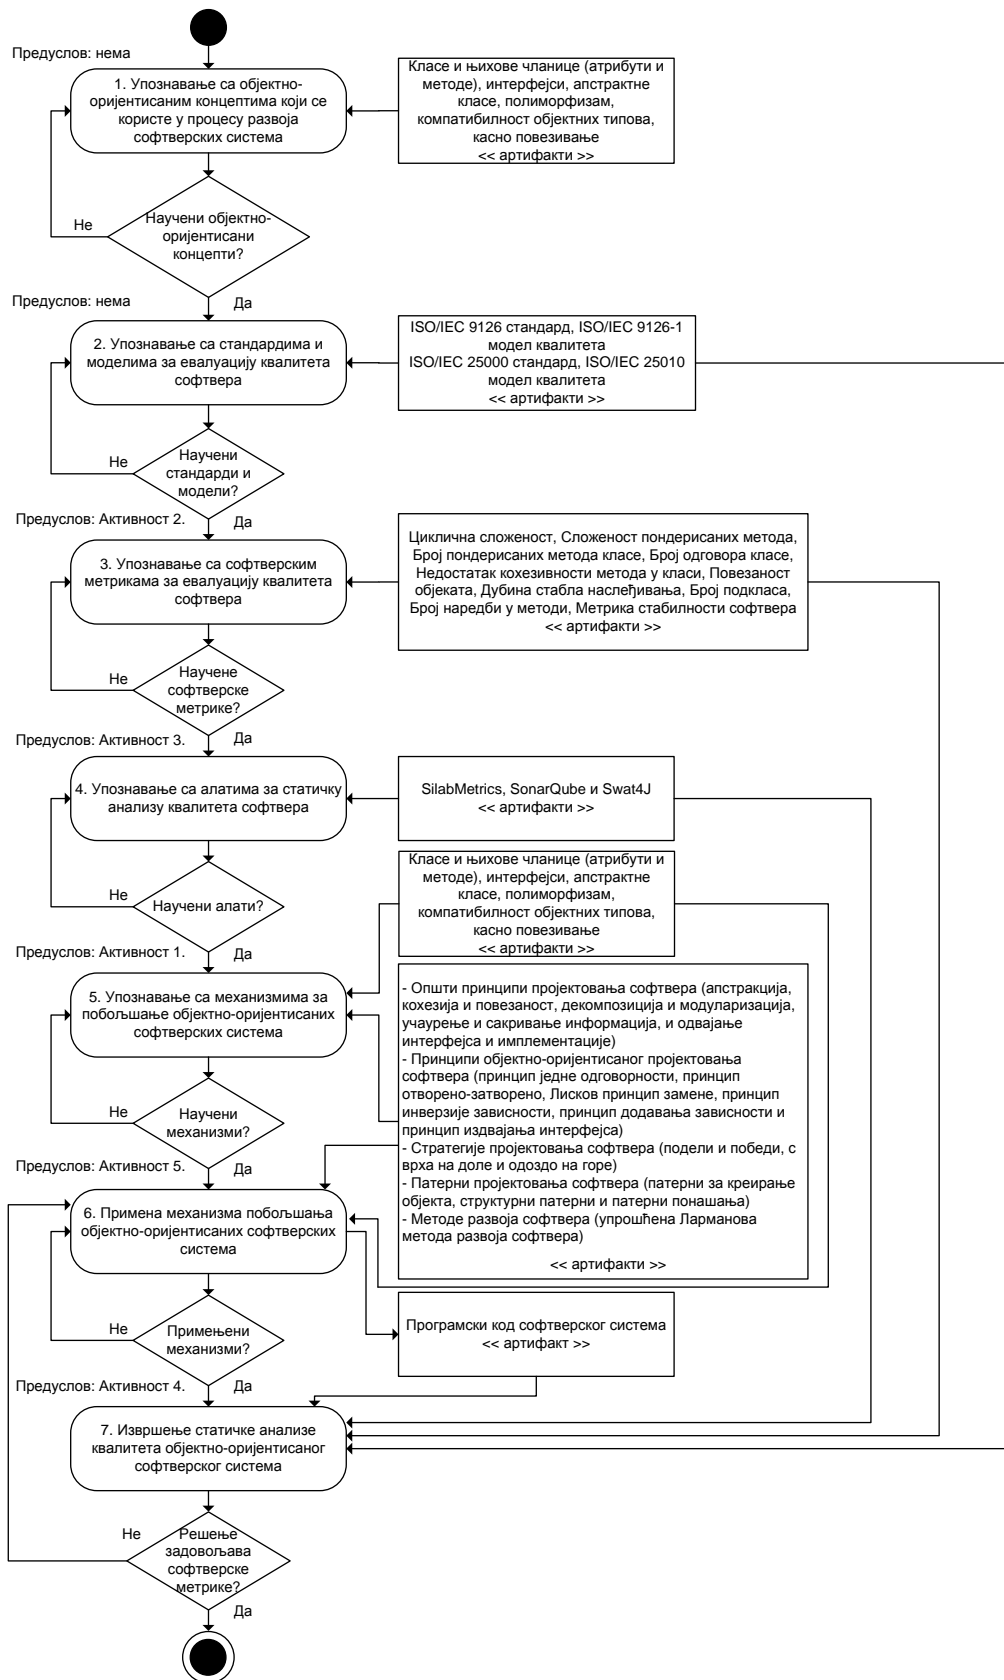 Предуслов: нема
1. Упознавање са објектно-
оријентисаним концептима који се
користе у процесу развоја
софтверских система
Класе и њихове чланице (атрибути и
методе), интерфејси, апстрактне
класе, полиморфизам,
компатибилност објектних типова,
касно повезивање
<< артифакти >>
Не
Научени објектно-
оријентисани
концепти?
Предуслов: нема
Да
2. Упознавање са стандардима и
моделима за евалуацију квалитета
софтвера
ISO/IEC 9126 стандард, ISO/IEC 9126-1
модел квалитета
ISO/IEC 25000 стандард, ISO/IEC 25010
модел квалитета
<< артифакти >>
Не
Научени
стандарди и
модели?
Предуслов: Активност 2.
Да
3. Упознавање са софтверским
метрикама за евалуацију квалитета
софтвера
Циклична сложеност, Сложеност пондерисаних метода,
Број пондерисаних метода класе, Број одговора класе,
Недостатак кохезивности метода у класи, Повезаност
објеката, Дубина стабла наслеђивања, Број подкласа,
Број наредби у методи, Метрика стабилности софтвера
<< артифакти >>
Не
Научене
софтверске
метрике?
Предуслов: Активност 3.
Да
4. Упознавање са алатима за статичку
анализу квалитета софтвера
SilabMetrics, SonarQube и Swat4J
<< артифакти >>
Не
Научени алати?
Класе и њихове чланице (атрибути и
методе), интерфејси, апстрактне
класе, полиморфизам,
компатибилност објектних типова,
касно повезивање
<< артифакти >>
Предуслов: Активност 1.
Да
5. Упознавање са механизмима за
побољшање објектно-оријентисаних
софтверских система
- Општи принципи пројектовања софтвера (апстракција,
кохезија и повезаност, декомпозиција и модуларизација,
учаурење и сакривање информација, и одвајање
интерфејса и имплементације)
- Принципи објектно-оријентисаног пројектовања
софтвера (принцип једне одговорности, принцип
отворено-затворено, Лисков принцип замене, принцип
инверзије зависности, принцип додавања зависности и
принцип издвајања интерфејса)
- Стратегије пројектовања софтвера (подели и победи, с
врха на доле и одоздо на горе)
- Патерни пројектовања софтвера (патерни за креирање
објекта, структурни патерни и патерни понашања)
- Методе развоја софтвера (упрошћена Ларманова
метода развоја софтвера)
<< артифакти >>
Не
Научени
механизми?
Предуслов: Активност 5.
Да
6. Примена механизма побољшања
објектно-оријентисаних софтверских
система
Програмски код софтверског система
<< артифакт >>
Не
Примењени
механизми?
Предуслов: Активност 4.
Да
7. Извршење статичке анализе
квалитета објектно-оријентисаног
софтверског система
Не
Решење
задовољава
софтверске
метрике?
Да